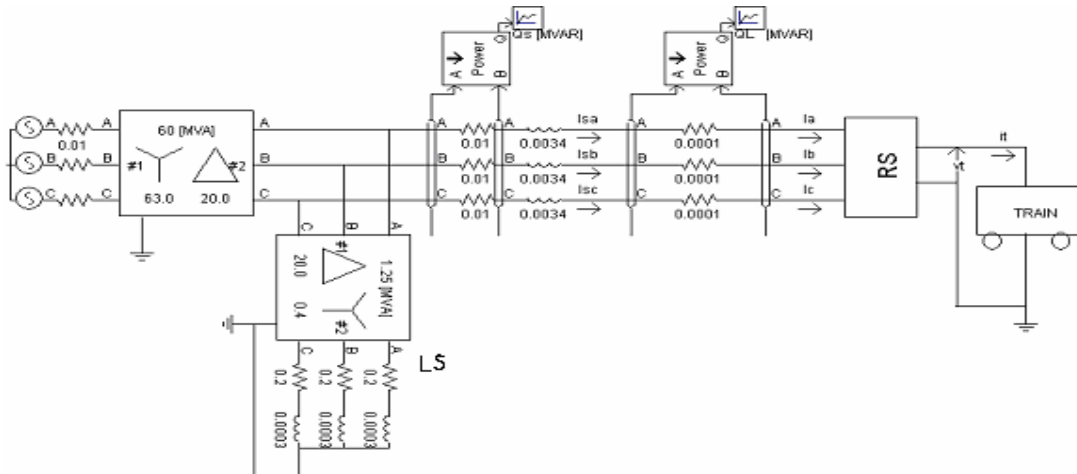 Qs [MVAR]
QL [MVAR]
A Power Q B
A Power Q B
A A
B B
C C
0.01
60 [MVA]
#1 #2
63.0 20.0
A
B
C
0.01 0.0034
0.01 0.0034
0.01 0.0034
Isa
Isb
Isc
A A
B B
C C
0.0001
0.0001
0.0001
Ia
Ib
Ic
RS
it
TRAIN
C B A
#1
20.0 1.25 [MVA]
0.4
#2
C B A
LS
0.2 0.2 0.2
0.0003 0.0003 0.0003